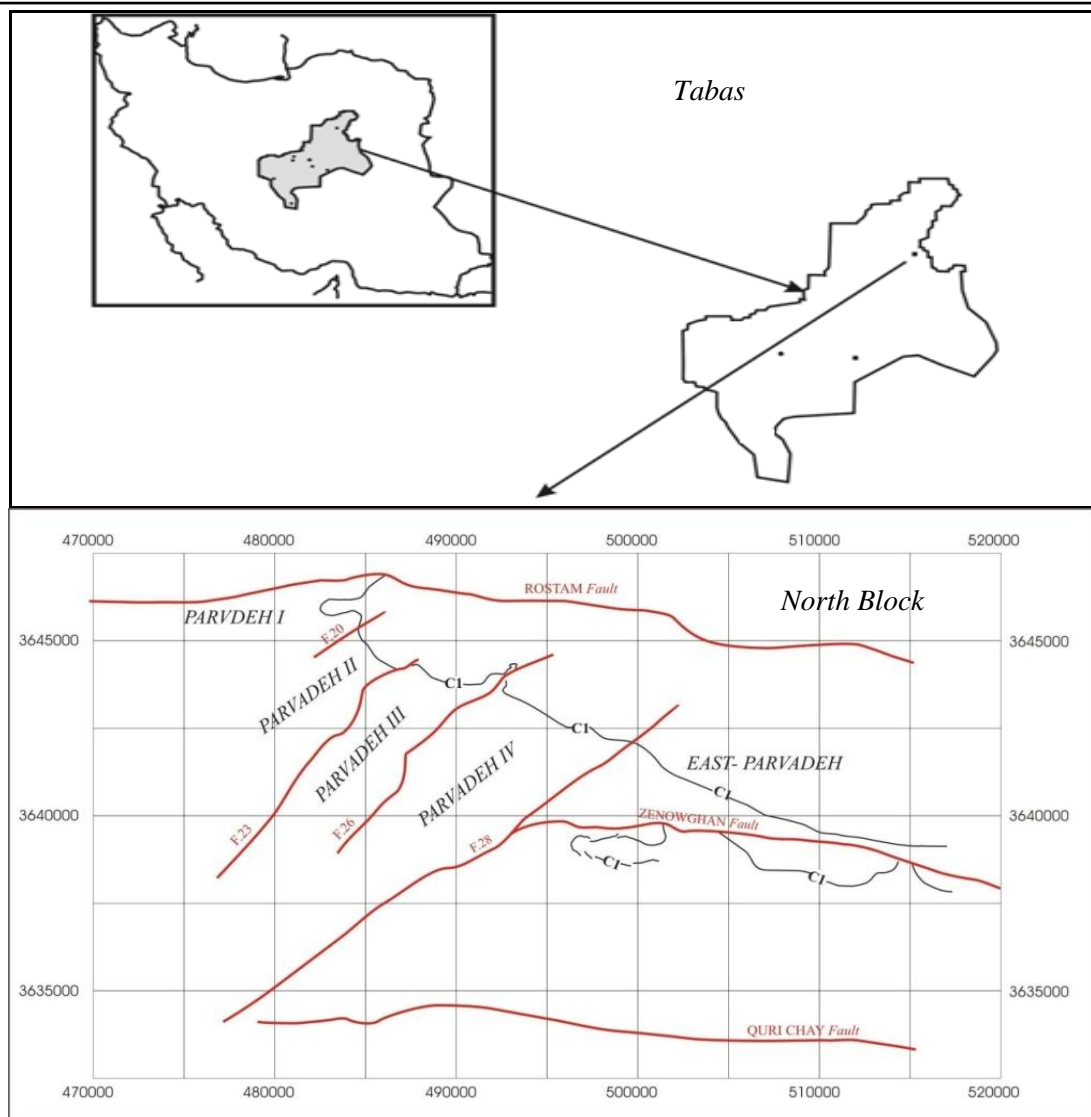 Tabas
470000 480000 490000 500000 510000 520000
ROSTAM Fault
North Block
PARVDEH I
F.20
3645000 3645000
PARVADEH II
C1
PARVADEH III
C1
PARVADEH IV
EAST- PARVADEH
C1
3640000 3640000
ZENOWGHAN Fault
F.23
F.26
F.28
C1
C1
3635000 3635000
QURI CHAY Fault
470000 480000 490000 500000 510000 520000